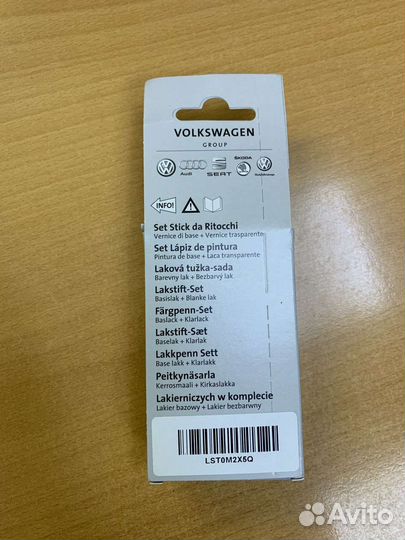 VOLKSWAGEN
GROUP
Audi
SEAT
ŠKODA
INFO!
Set Stick da Ritocchi
Vernice di base + Vernice trasparente
Set Lápiz de pintura
Pintura de base + Laca transparente
Laková tužka-sada
Barevny lak + Bezbarvý lak
Lakstift-Set
Basislak + Blanke lak
Färgpenn-Set
Baslack + Klarlack
Lakstift-Sæt
Baselak + Klarlak
Lakkpenn Sett
Base lakk + Klarlakk
Peitkynäsarla
Kerrosmaali + Kirkaslakka
Lakierniczych w komplecie
Lakier bazowy + Lakier bezbarwny
LST0M2X5Q
Avito